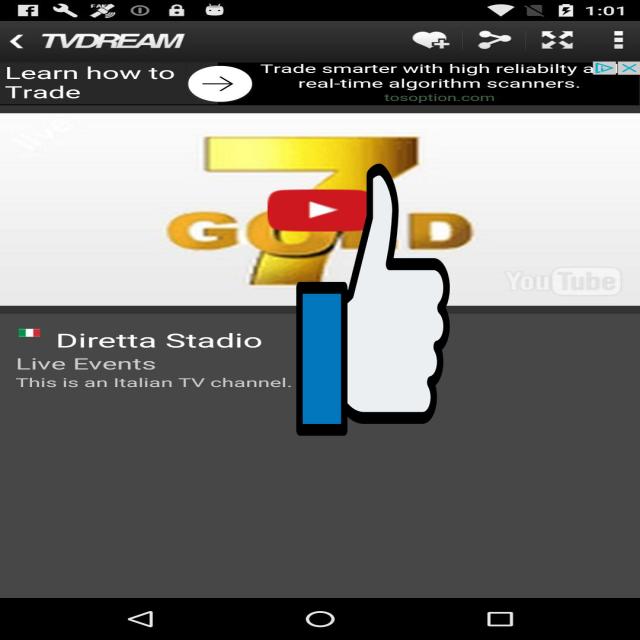 1:01
TVDREAM
Learn how to
Trade
Trade smarter with high reliabilty a
real-time algorithm scanners.
tosoption.com
live
7
GOLD
YouTube
Diretta Stadio
Live Events
This is an Italian TV channel.